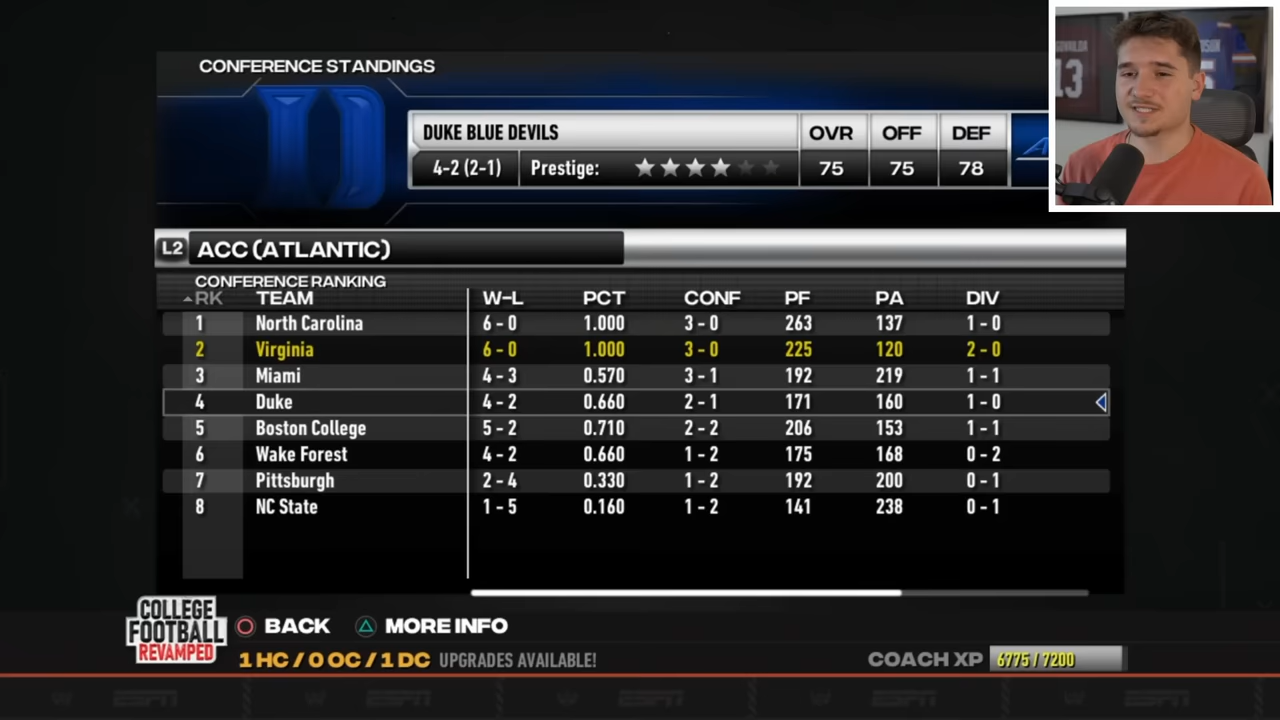 CONFERENCE STANDINGS
DUKE BLUE DEVILS OVR OFF DEF
4-2 (2-1) Prestige: 75 75 78
L2 ACC (ATLANTIC)
CONFERENCE RANKING
RK TEAM W-L PCT CONF PF PA DIV
1 North Carolina 6 - 0 1.000 3 - 0 263 137 1 - 0
2 Virginia 6 - 0 1.000 3 - 0 225 120 2 - 0
3 Miami 4 - 3 0.570 3 - 1 192 219 1 - 1
4 Duke 4 - 2 0.660 2 - 1 171 160 1 - 0
5 Boston College 5 - 2 0.710 2 - 2 206 153 1 - 1
6 Wake Forest 4 - 2 0.660 1 - 2 175 168 0 - 2
7 Pittsburgh 2 - 4 0.330 1 - 2 192 200 0 - 1
8 NC State 1 - 5 0.160 1 - 2 141 238 0 - 1
COLLEGE
FOOTBALL
REVAMPED
BACK MORE INFO
1 HC / 0 OC / 1 DC UPGRADES AVAILABLE!
COACH XP 6775 / 7200
13